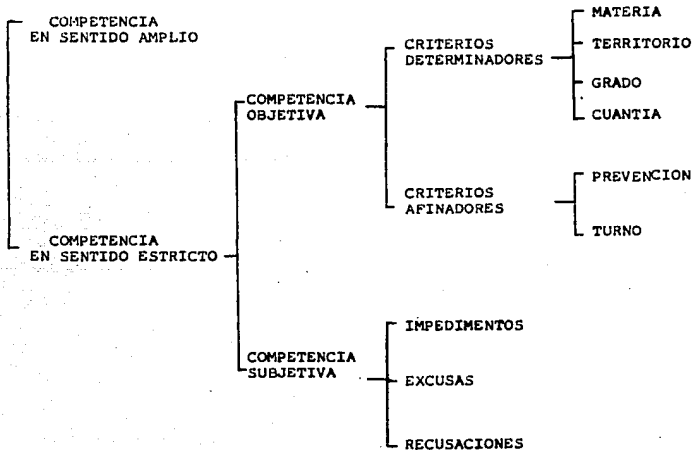 COMPETENCIA
EN SENTIDO AMPLIO
COMPETENCIA
EN SENTIDO ESTRICTO
COMPETENCIA
OBJETIVA
CRITERIOS
DETERMINADORES
MATERIA
TERRITORIO
GRADO
CUANTIA
CRITERIOS
AFINADORES
PREVENCION
TURNO
COMPETENCIA
SUBJETIVA
IMPEDIMENTOS
EXCUSAS
RECUSACIONES